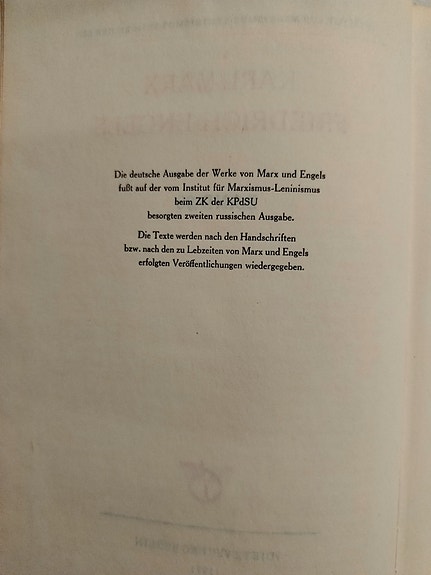 Die deutsche Ausgabe der Werke von Marx und Engels
fußt auf der vom Institut für Marxismus-Leninismus
beim ZK der KPdSU
besorgten zweiten russischen Ausgabe.
Die Texte werden nach den Handschriften
bzw. nach den zu Lebzeiten von Marx und Engels
erfolgten Veröffentlichungen wiedergegeben.